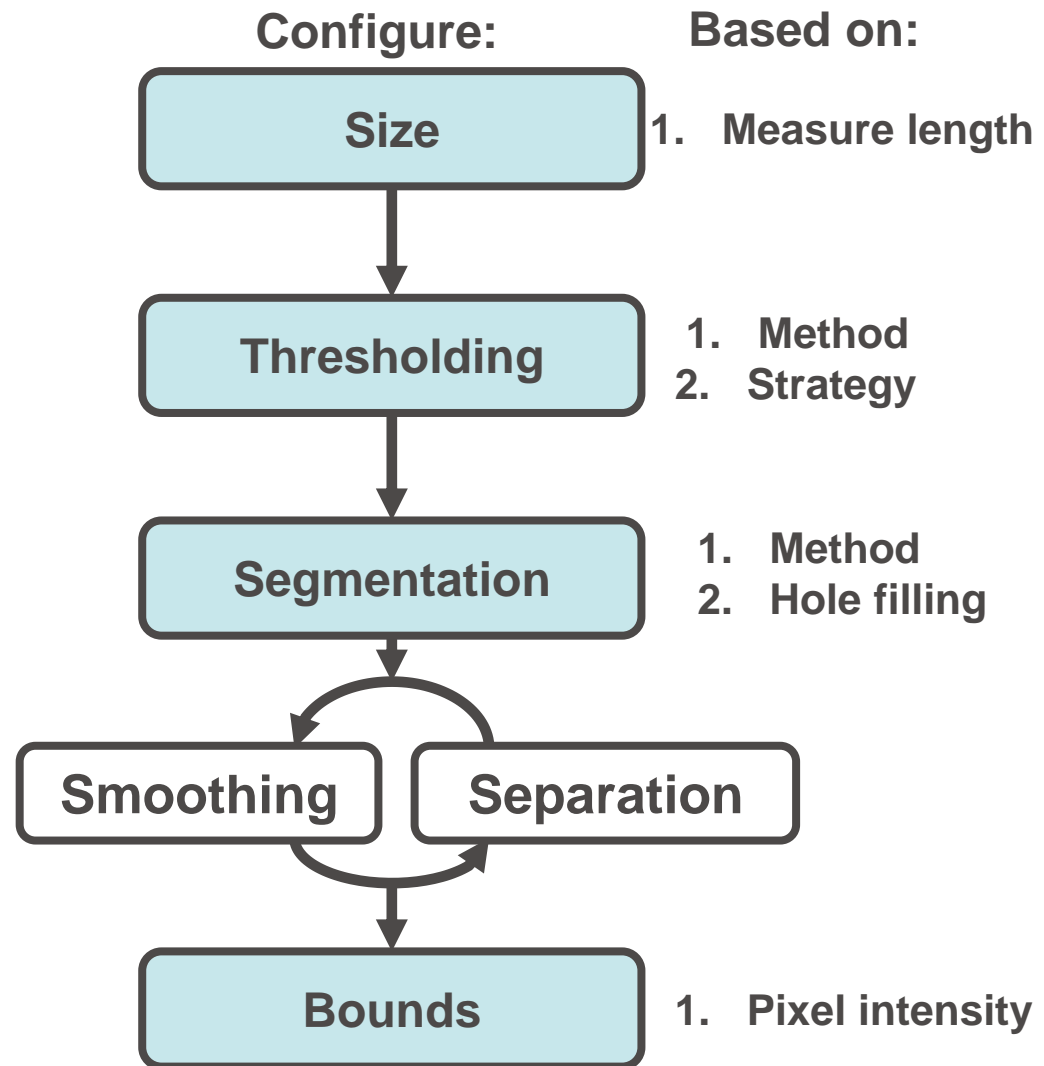 Configure: Based on:
Size
1. Measure length
Thresholding
1. Method
2. Strategy
Segmentation
1. Method
2. Hole filling
Smoothing Separation
Bounds
1. Pixel intensity